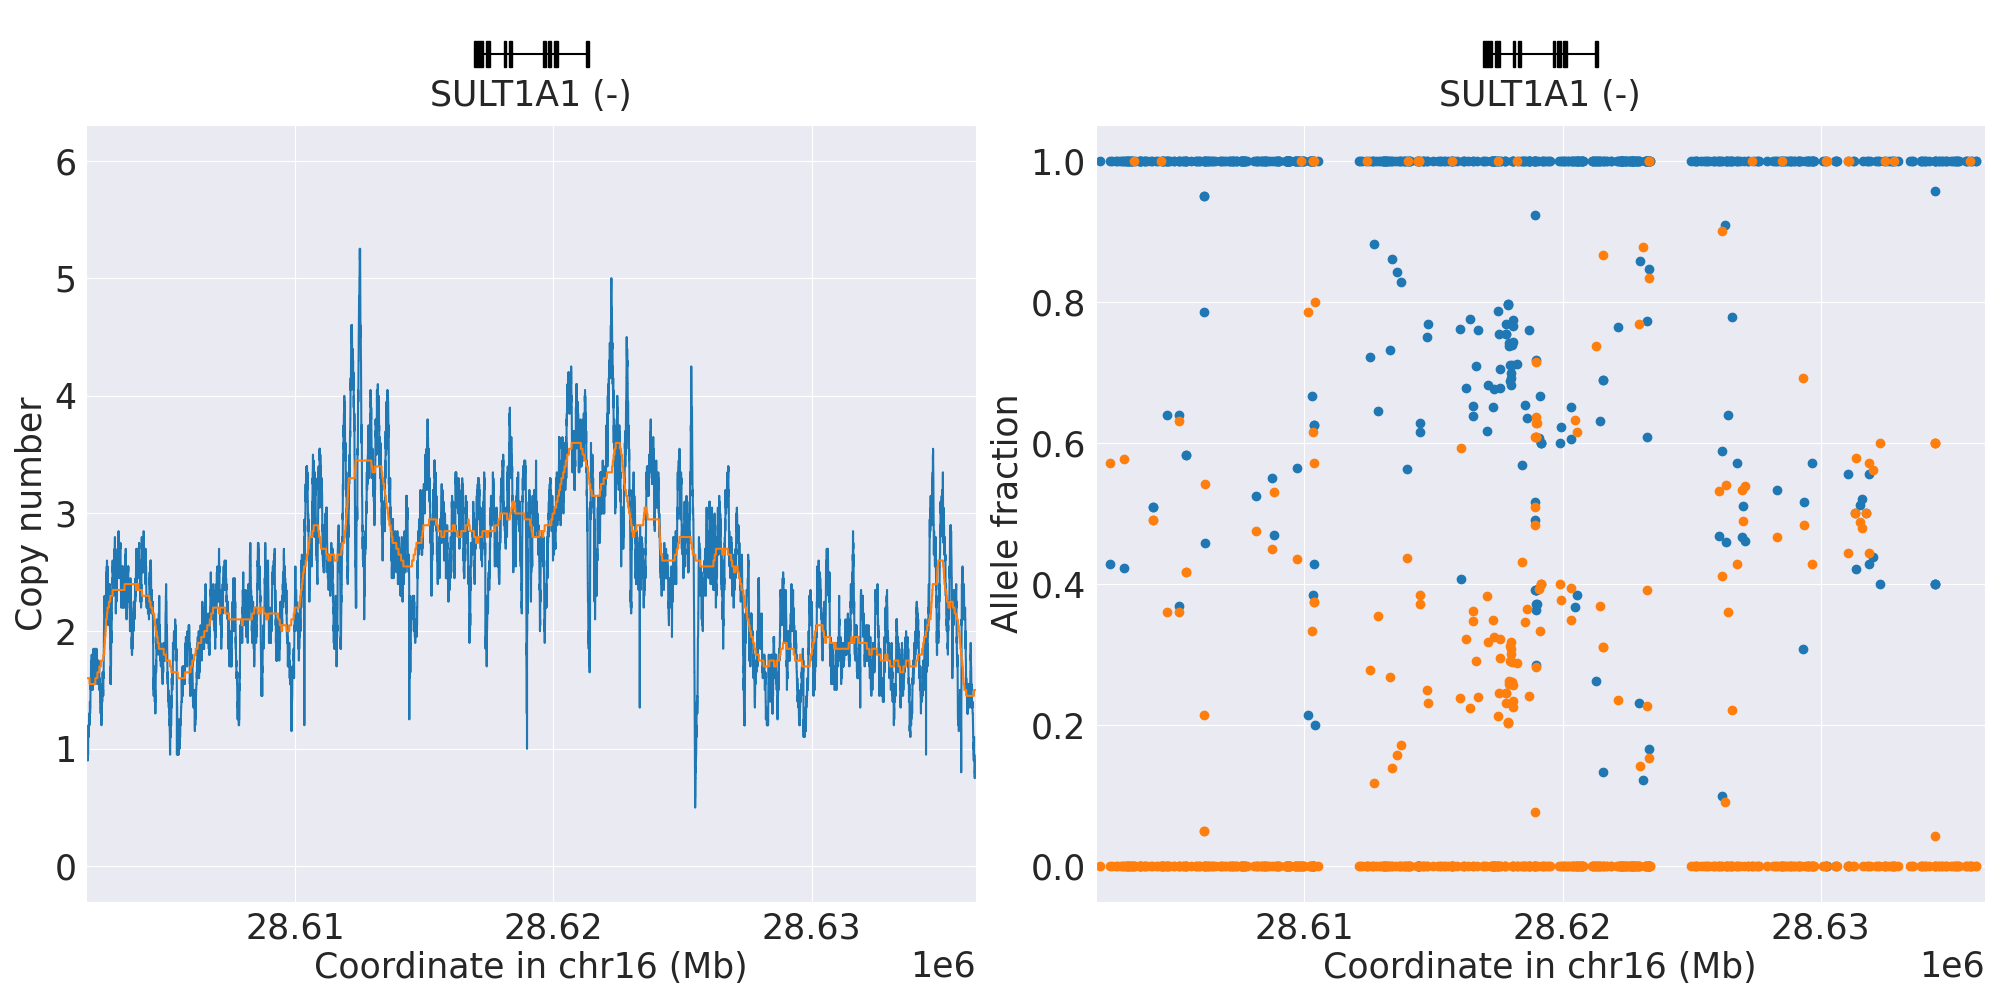 SULT1A1 (-)
SULT1A1 (-)
Copy number
6
5
4
3
2
1
0
28.61
28.62
28.63
Coordinate in chr16 (Mb)
1e6
Allele fraction
1.0
0.8
0.6
0.4
0.2
0.0
28.61
28.62
28.63
Coordinate in chr16 (Mb)
1e6